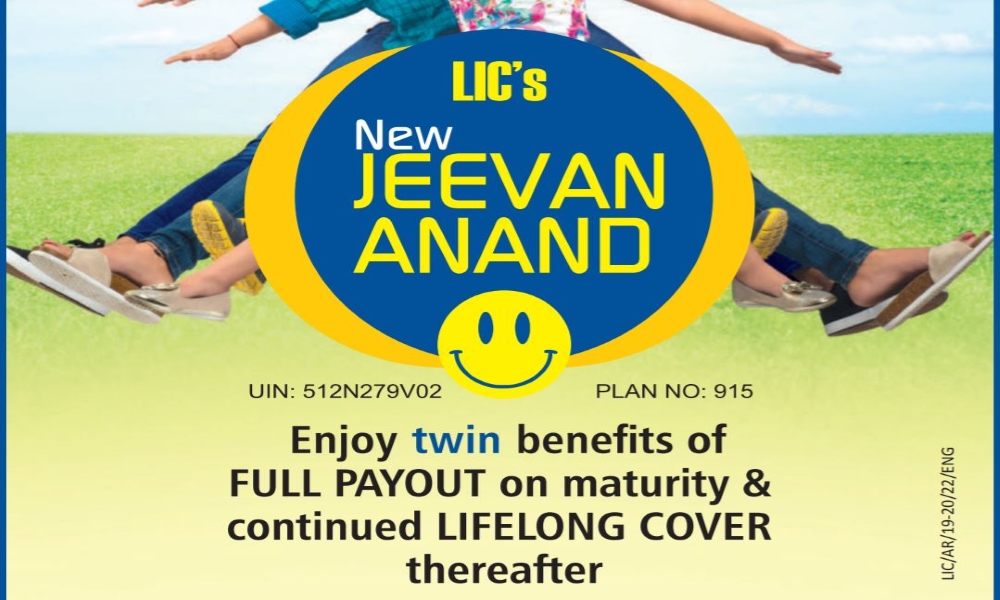 LIC's
New
JEEVAN
ANAND
UIN: 512N279V02
PLAN NO: 915
Enjoy twin benefits of
FULL PAYOUT on maturity &
continued LIFELONG COVER
thereafter
LIC/AR/19-20/22/ENG